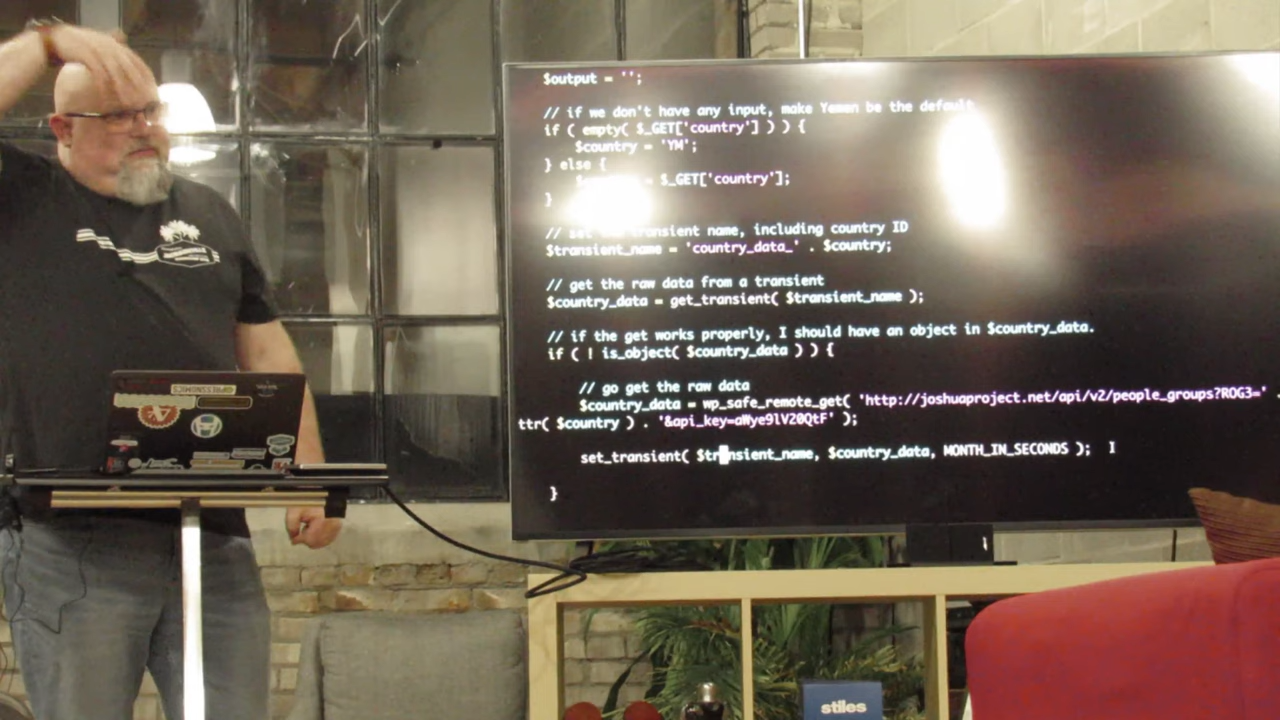 $output = '';
// if we don't have any input, make Yemen be the default
if ( empty( $_GET['country'] ) ) {
$country = 'YM';
} else {
= $_GET['country'];
}
// set transient name, including country ID
$transient_name = 'country_data_' . $country;
// get the raw data from a transient
$country_data = get_transient( $transient_name );
// if the get works properly, I should have an object in $country_data.
if ( ! is_object( $country_data ) ) {
// go get the raw data
$country_data = wp_safe_remote_get( 'http://joshuaproject.net/api/v2/people_groups?ROG3=' .
ttr( $country ) . '&api_key=aWye9lV20QtF' );
set_transient( $transient_name, $country_data, MONTH_IN_SECONDS );
}
stiles